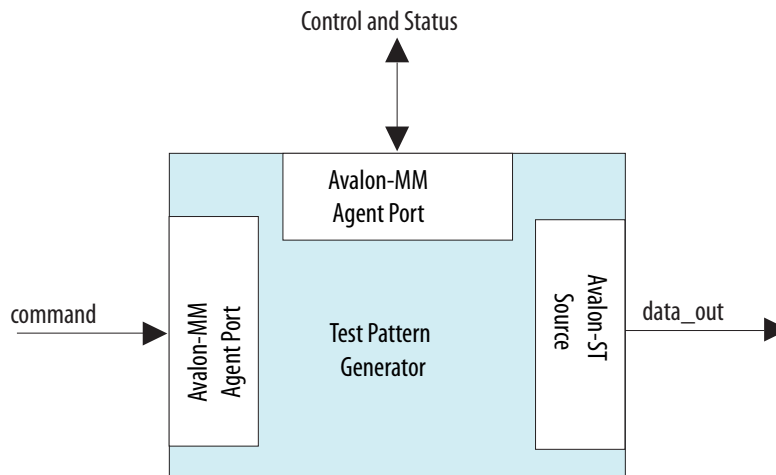 Control and Status
Avalon-MM
Agent Port
command
Avalon-MM
Agent Port
Test Pattern
Generator
Avalon-ST
Source
data_out